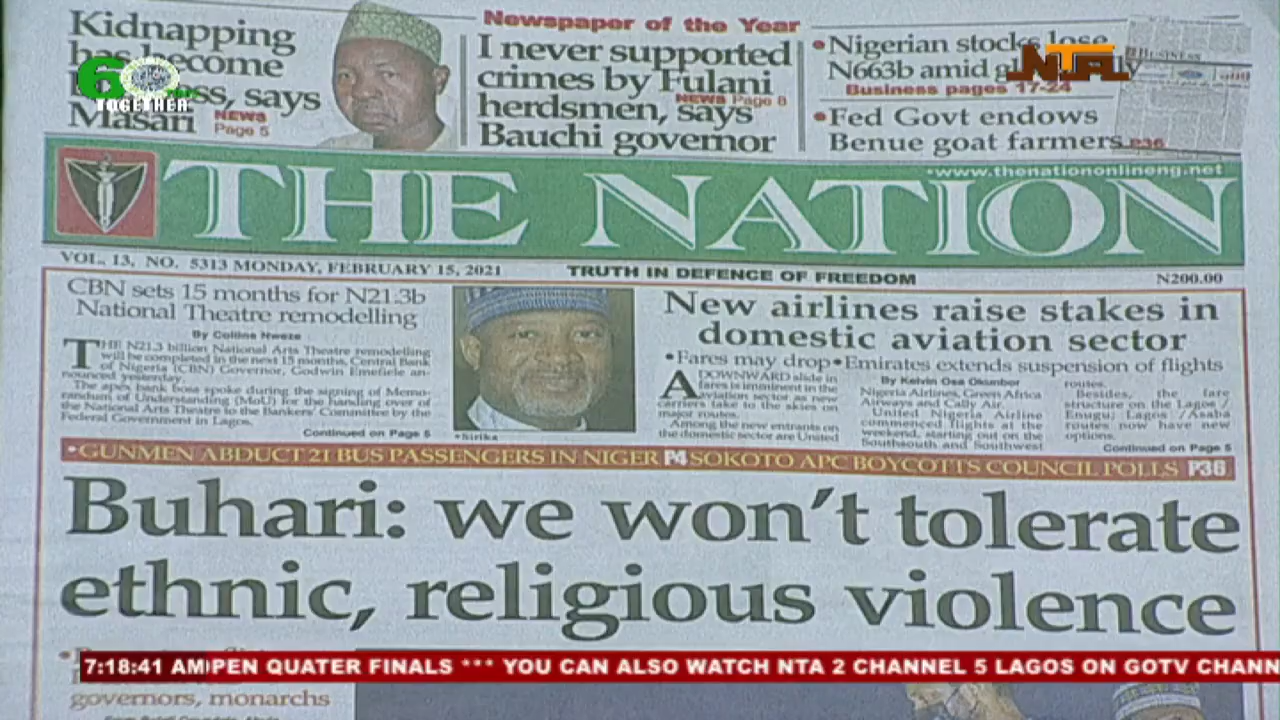 Kidnapping
has become
says
Masari
NEWS
Page 5
60
TOGETHER
Newspaper of the Year
I never supported
crimes by Fulani
herdsmen, says
NEWS Page 8
Bauchi governor
•Nigerian stocks lose
N663b amid
Business pages 17-24
•Fed Govt endows
Benue goat farmers P36
BUSINESS
NTA
•www.thenationonlineng.net
THE NATION
VOL. 13, NO. 5313 MONDAY, FEBRUARY 15, 2021
TRUTH IN DEFENCE OF FREEDOM
N200.00
CBN sets 15 months for N21.3b
National Theatre remodelling
By Collins Nweze
THE N21.3 billion National Arts Theatre remodelling
will be completed in the next 15 months, Central Bank
of Nigeria (CBN) Governor, Godwin Emefiele an-
nounced yesterday.
The apex bank boss spoke during the signing of Memo-
randum of Understanding (MoU) for the handing over of
the National Arts Theatre to the Bankers' Committee by the
Federal Government in Lagos.
Continued on Page 5
•Sirika
New airlines raise stakes in
domestic aviation sector
•Fares may drop•Emirates extends suspension of flights
A DOWNWARD slide in
fares is imminent in the
aviation sector as new
carriers take to the skies on
major routes.
Among the new entrants on
the domestic sector are United
By Kelvin Osa Okunbor
Nigeria Airlines, Green Africa
Airways and Cally Air.
United Nigeria Airline
commenced flights at the
weekend, starting out on the
Southsouth and Southwest
routes.
Besides, the fare
structure on the Lagos/
Enugu; Lagos /Asaba
routes now have new
options.
Continued on Page 5
•GUNMEN ABDUCT 21 BUS PASSENGERS IN NIGER P4 SOKOTO APC BOYCOTTS COUNCIL POLLS P36
Buhari: we won't tolerate
ethnic, religious violence
7:18:41 AM PEN QUATER FINALS *** YOU CAN ALSO WATCH NTA 2 CHANNEL 5 LAGOS ON GOTV CHANN
governors, monarchs